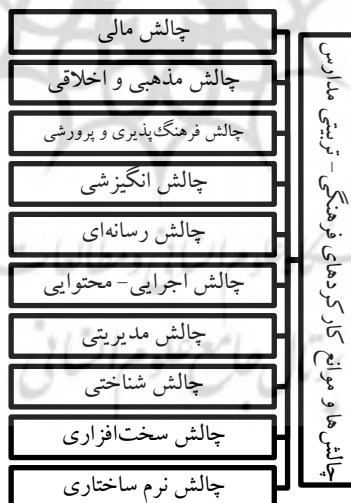 چالش‌ها و موانع کارکردهای فرهنگی – تربیتی مدارس
چالش مالی
چالش مذهبی و اخلاقی
چالش فرهنگ‌پذیری و پرورشی
چالش انگیزشی
چالش رسانه‌ای
چالش اجرایی– محتوایی
چالش مدیریتی
چالش شناختی
چالش سخت‌افزاری
چالش نرم ساختاری